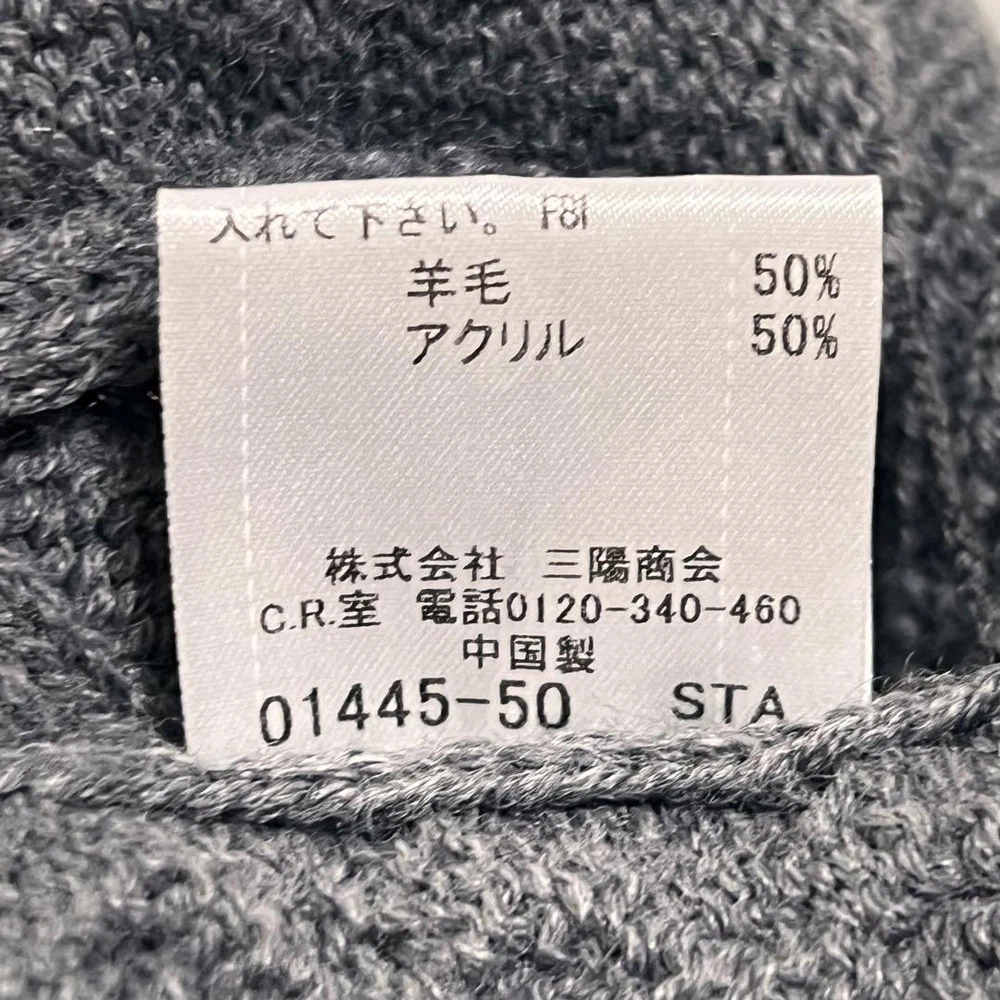 入れて下さい。 F81
羊毛 50%
アクリル 50%
株式会社 三陽商会
C.R.室 電話0120-340-460
中国製
01445-50 STA